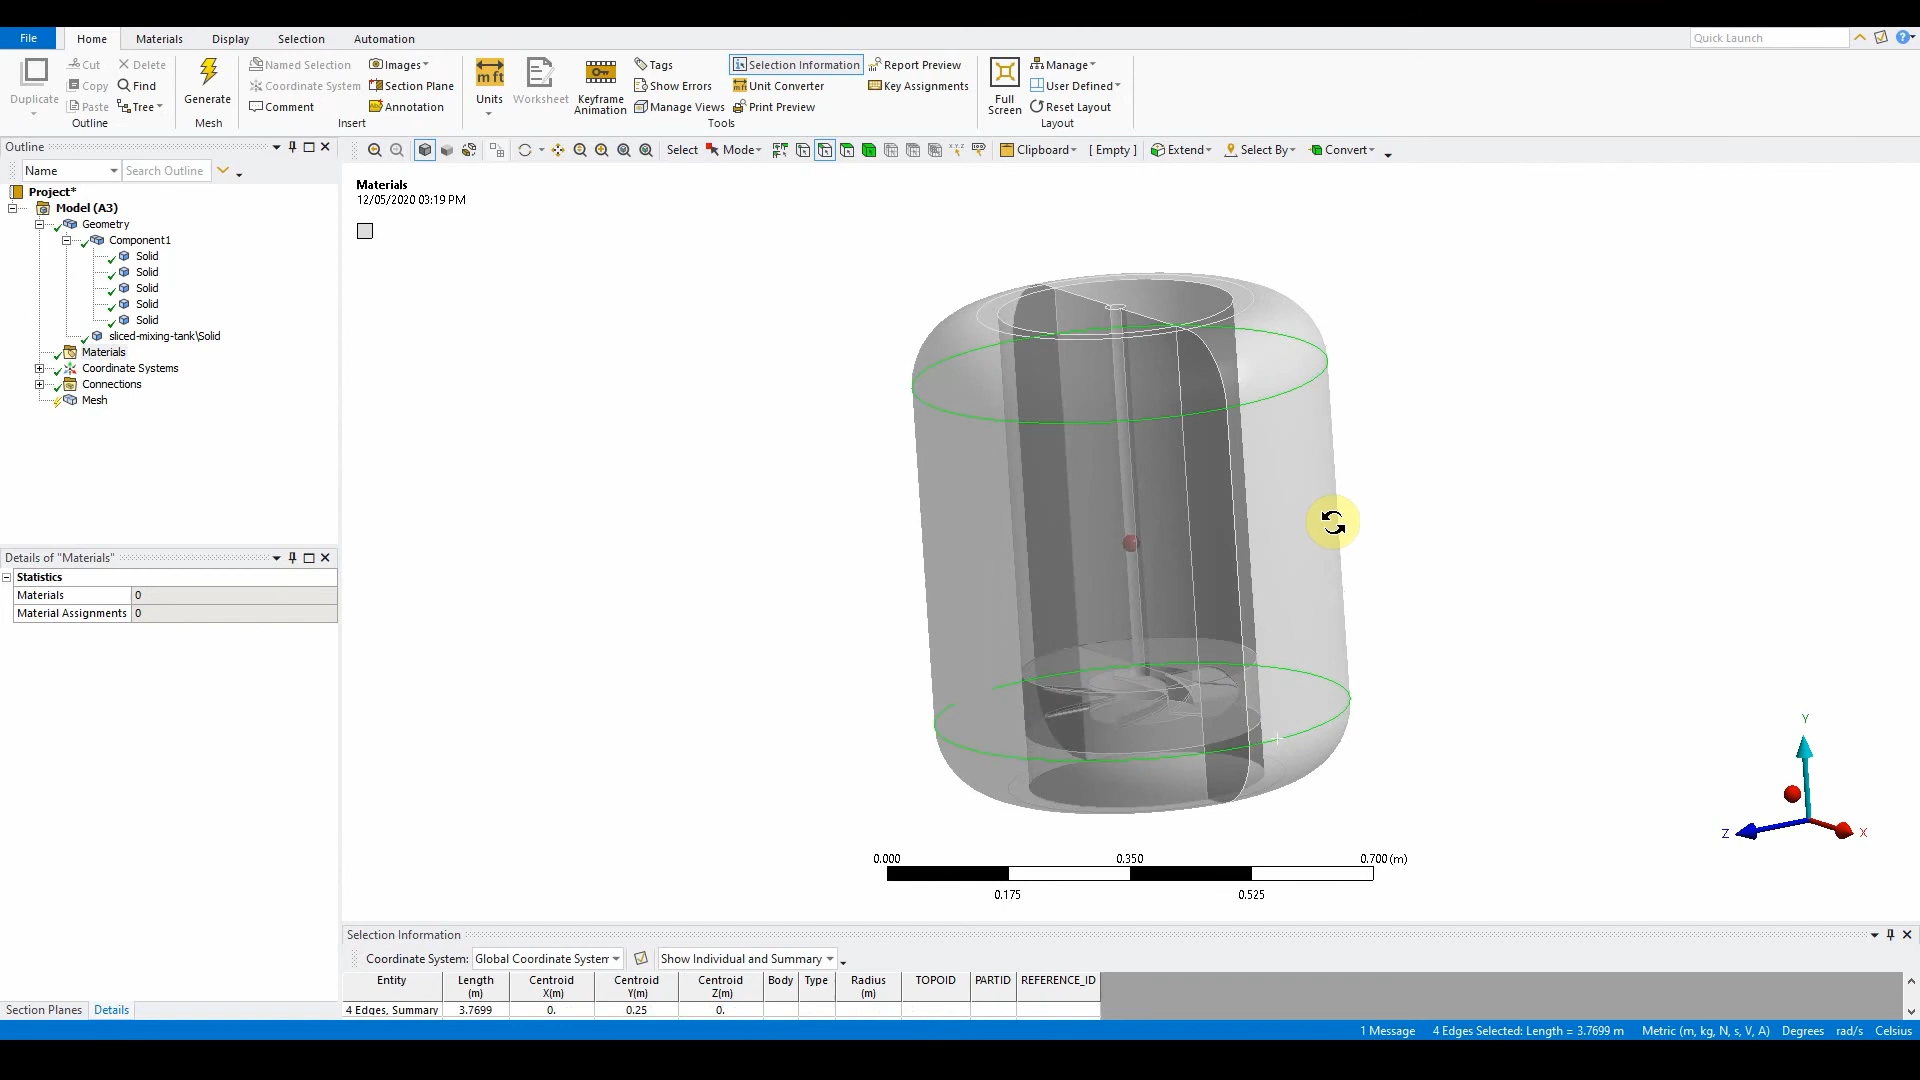 File Home Materials Display Selection Automation Quick Launch
Duplicate Cut Delete
Copy Find
Paste Tree
Outline
Generate
Mesh
Named Selection Images
Coordinate System Section Plane
Comment Annotation
Insert
m ft
Units Worksheet Keyframe Animation
Tags Selection Information Report Preview
Show Errors Unit Converter Key Assignments
Manage Views Print Preview
Tools
Full Screen
Manage
User Defined
Reset Layout
Layout
Outline
Name Search Outline
Project*
Model (A3)
Geometry
Component1
Solid
Solid
Solid
Solid
Solid
sliced-mixing-tank\Solid
Materials
Coordinate Systems
Connections
Mesh
Details of "Materials"
Statistics
Materials 0
Material Assignments 0
Section Planes Details
Select Mode Clipboard [ Empty ] Extend Select By Convert
Materials
12/05/2020 03:19 PM
Y
Z
X
0.000 0.350 0.700 (m)
0.175 0.525
Selection Information
Coordinate System: Global Coordinate System Show Individual and Summary
Entity Length (m) Centroid X(m) Centroid Y(m) Centroid Z(m) Body Type Radius (m) TOPOID PARTID REFERENCE_ID
4 Edges, Summary 3.7699 0. 0.25 0.
1 Message 4 Edges Selected: Length = 3.7699 m Metric (m, kg, N, s, V, A) Degrees rad/s Celsius